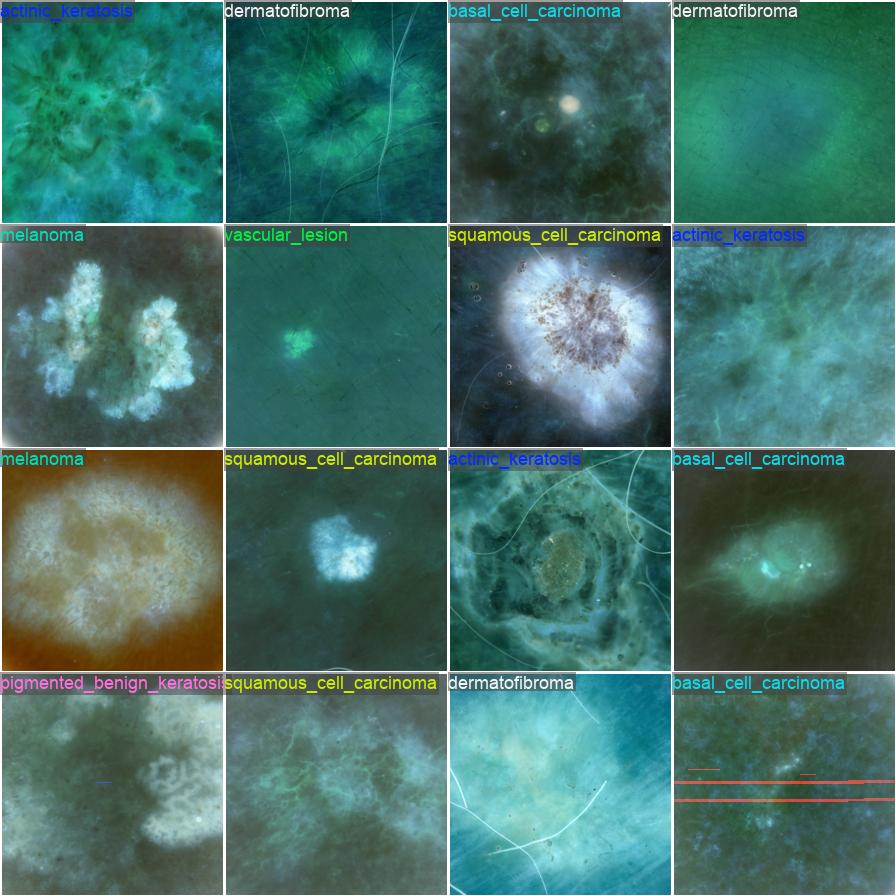 actinic_keratosis
dermatofibroma
basal_cell_carcinoma
dermatofibroma
melanoma
vascular_lesion
squamous_cell_carcinoma
actinic_keratosis
melanoma
squamous_cell_carcinoma
actinic_keratosis
basal_cell_carcinoma
pigmented_benign_keratosis
squamous_cell_carcinoma
dermatofibroma
basal_cell_carcinoma